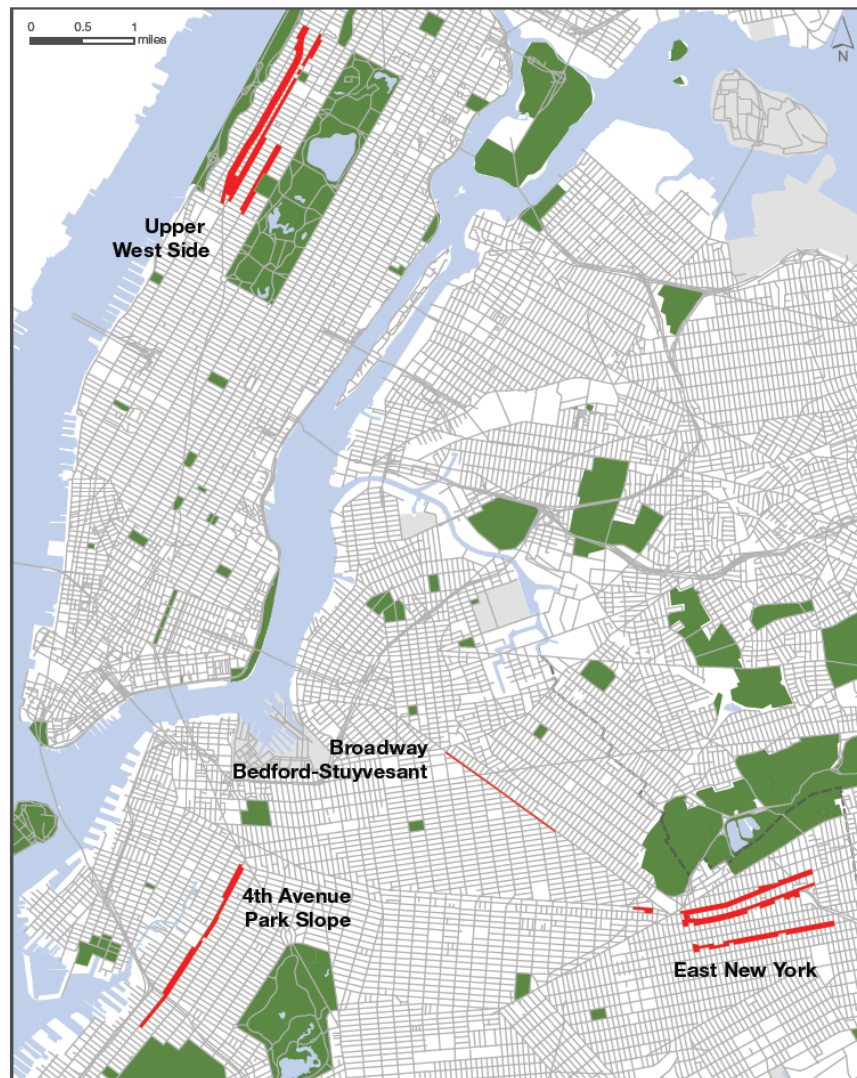 0 0.5 1
miles
N
Upper
West Side
Broadway
Bedford-Stuyvesant
4th Avenue
Park Slope
East New York